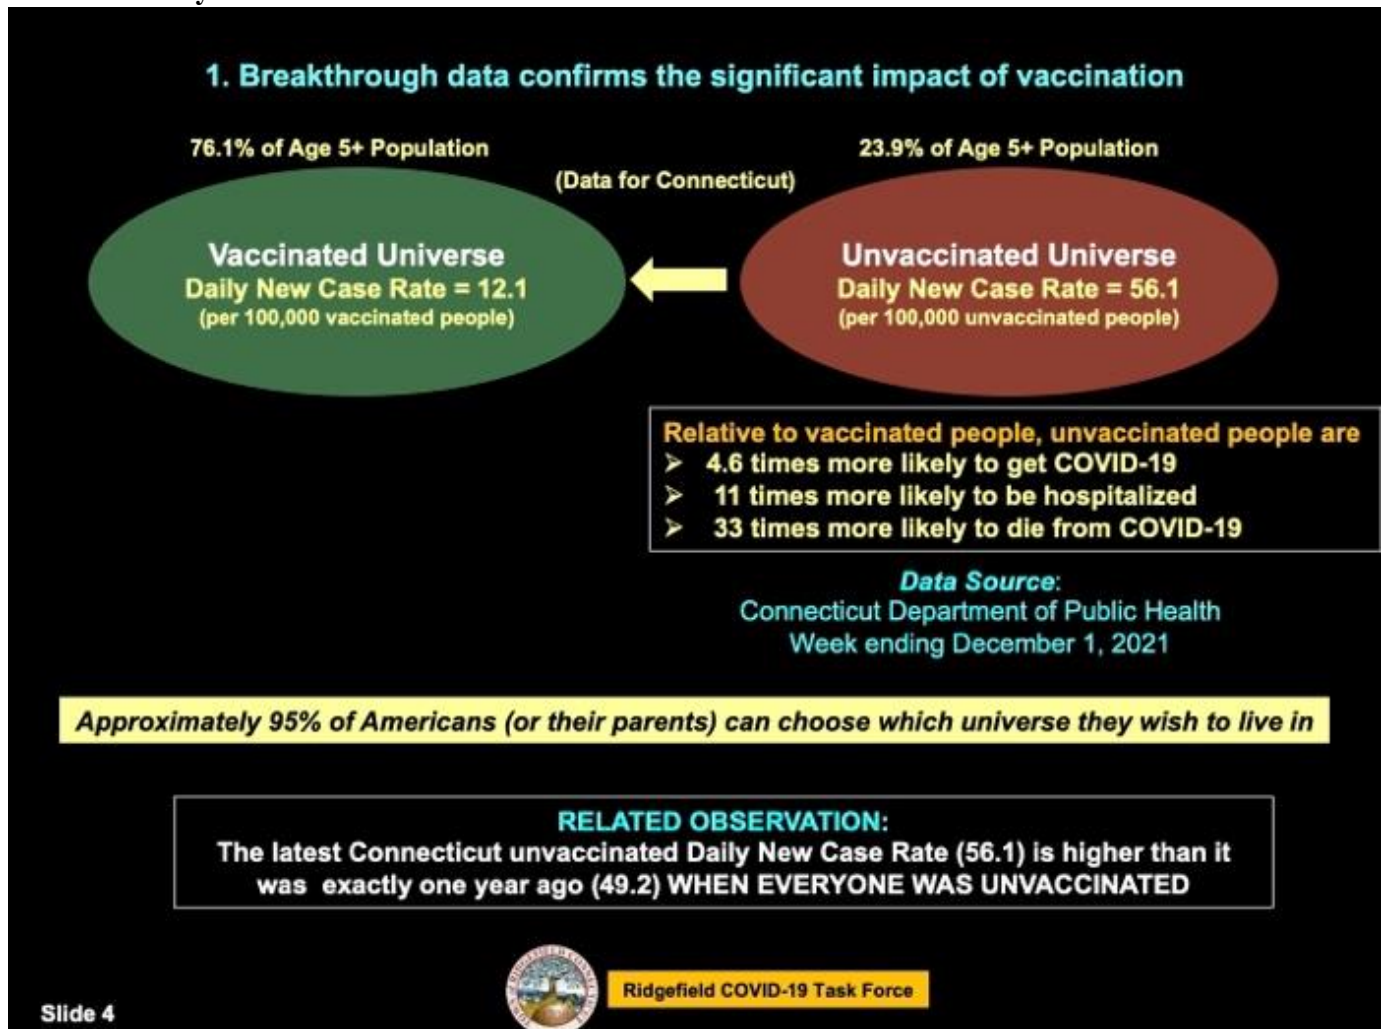 1. Breakthrough data confirms the significant impact of vaccination
76.1% of Age 5+ Population
23.9% of Age 5+ Population
(Data for Connecticut)
Vaccinated Universe
Daily New Case Rate = 12.1
(per 100,000 vaccinated people)
Unvaccinated Universe
Daily New Case Rate = 56.1
(per 100,000 unvaccinated people)
Relative to vaccinated people, unvaccinated people are
➢ 4.6 times more likely to get COVID-19
➢ 11 times more likely to be hospitalized
➢ 33 times more likely to die from COVID-19
Data Source:
Connecticut Department of Public Health
Week ending December 1, 2021
Approximately 95% of Americans (or their parents) can choose which universe they wish to live in
RELATED OBSERVATION:
The latest Connecticut unvaccinated Daily New Case Rate (56.1) is higher than it
was exactly one year ago (49.2) WHEN EVERYONE WAS UNVACCINATED
Ridgefield COVID-19 Task Force
Slide 4